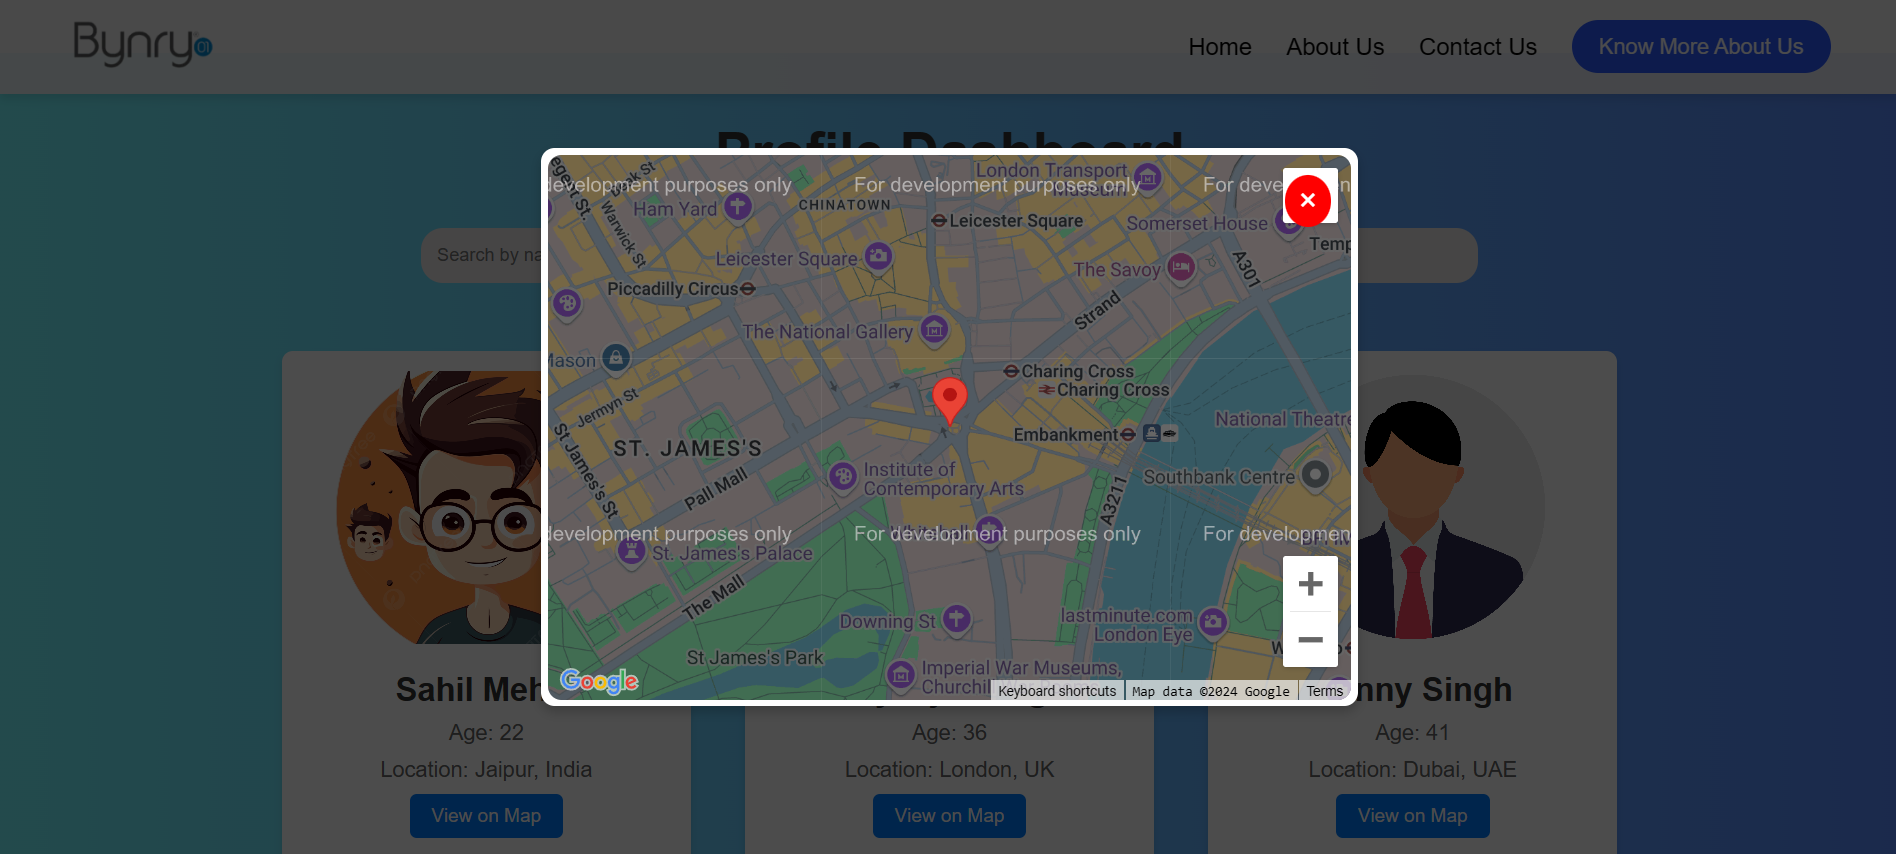 Bynry
Home
About Us
Contact Us
Know More About Us
Profile Dashboard
Search by na
egent St.
St
London Transport
Museum
development purposes only
For development purposes only
For deve
Ham Yard
CHINATOWN
Warwick St
Leicester Square
Somerset House
Temp
Leicester Square
A301
The Savoy
Piccadilly Circus
Strand
The National Gallery
Mason
Charing Cross
Charing Cross
Jermyn St
National Theatre
Embankment
ST. JAMES'S
St James's St
Institute of
Contemporary Arts
Southbank Centre
Pall Mall
A3211
development purposes only
For development purposes only
For developmen
Whitehall
St. James's Palace
The Mall
Downing St
lastminute.com
London Eye
St James's Park
Imperial War Museums,
Google
Keyboard shortcuts
Map data ©2024 Google
Terms
Sahil Meh
nny Singh
Age: 22
Age: 36
Age: 41
Location: Jaipur, India
Location: London, UK
Location: Dubai, UAE
View on Map
View on Map
View on Map